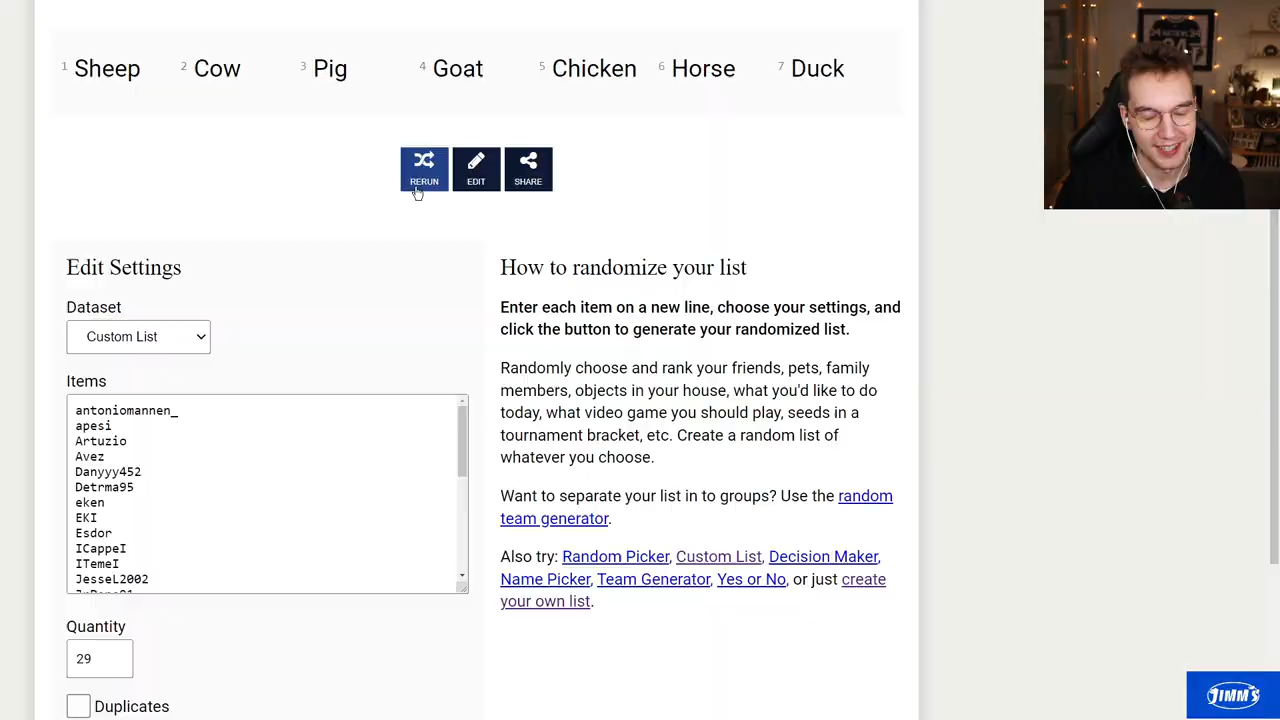 1 Sheep 2 Cow 3 Pig 4 Goat 5 Chicken 6 Horse 7 Duck
RERUN EDIT SHARE
Edit Settings
Dataset
Custom List
Items
antoniomannen_
apesi
Artuzio
Avez
Danyyy452
Detrma95
eken
EKI
Esdor
ICappeI
ITemeI
JesseL2002
Quantity
29
Duplicates
How to randomize your list
Enter each item on a new line, choose your settings, and
click the button to generate your randomized list.
Randomly choose and rank your friends, pets, family
members, objects in your house, what you'd like to do
today, what video game you should play, seeds in a
tournament bracket, etc. Create a random list of
whatever you choose.
Want to separate your list in to groups? Use the random
team generator.
Also try: Random Picker, Custom List, Decision Maker,
Name Picker, Team Generator, Yes or No, or just create
your own list.
JIMM'S